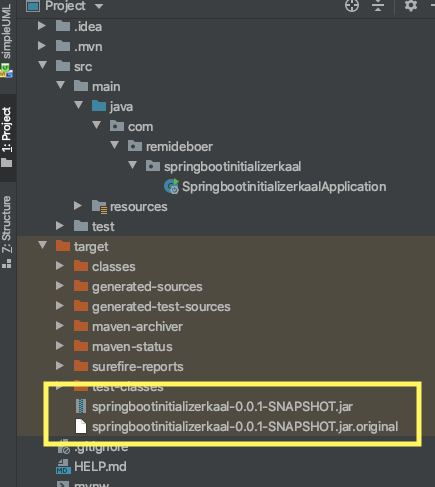 Project
simpleUML
1: Project
7: Structure
.idea
.mvn
src
main
java
com
remideboer
springbootinitializerkaal
SpringbootinitializerkaalApplication
resources
test
target
classes
generated-sources
generated-test-sources
maven-archiver
maven-status
surefire-reports
test-classes
springbootinitializerkaal-0.0.1-SNAPSHOT.jar
springbootinitializerkaal-0.0.1-SNAPSHOT.jar.original
.gitignore
HELP.md
mvnw